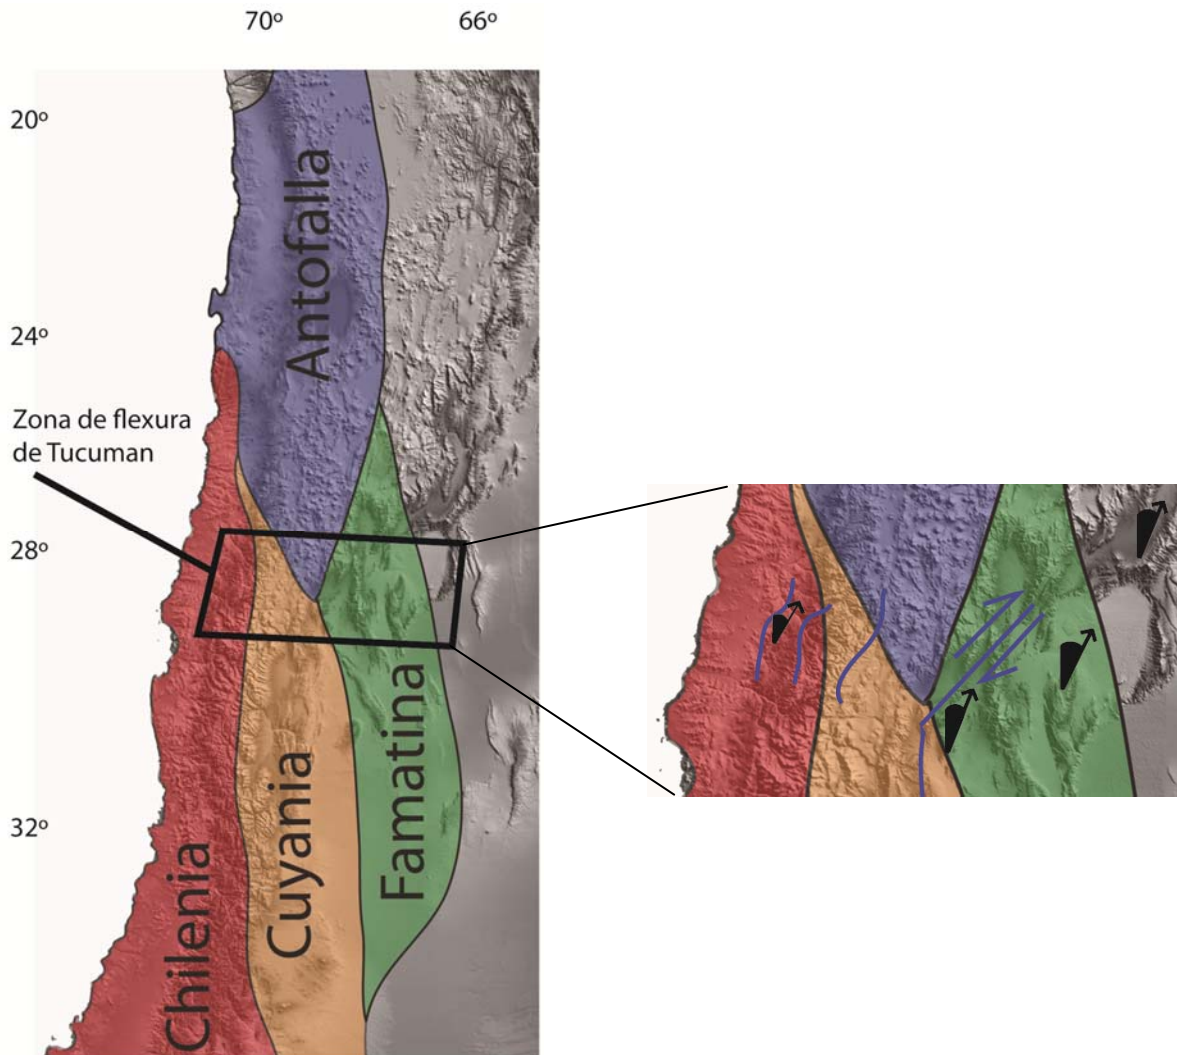 70º
66º
20º
24º
Zona de flexura
de Tucuman
28º
32º
Antofalla
Chilenia
Cuyania
Famatina